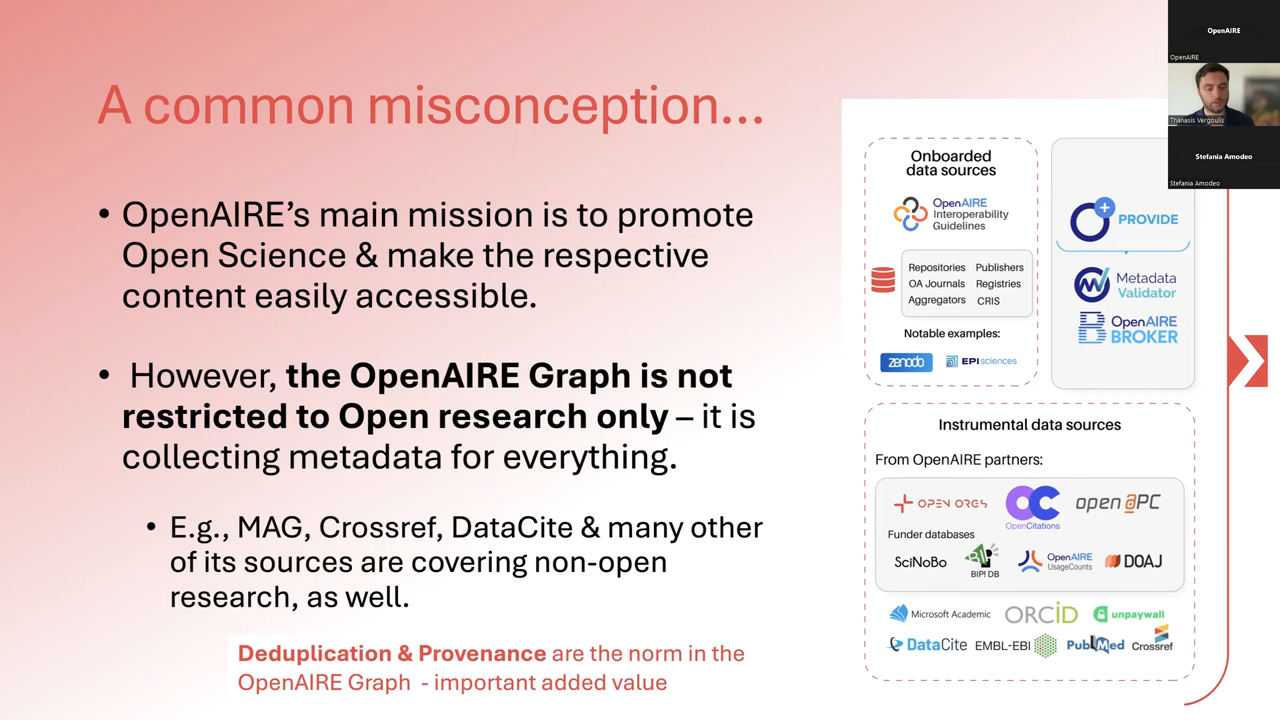 A common misconception...
• OpenAIRE's main mission is to promote
Open Science & make the respective
content easily accessible.
• However, the OpenAIRE Graph is not
restricted to Open research only – it is
collecting metadata for everything.
• E.g., MAG, Crossref, DataCite & many other
of its sources are covering non-open
research, as well.
Deduplication & Provenance are the norm in the
OpenAIRE Graph - important added value
Onboarded
data sources
OpenAIRE
Interoperability
Guidelines
Repositories Publishers
OA Journals Registries
Aggregators CRIS
Notable examples:
zenodo EPIsciences
PROVIDE
Metadata
Validator
OpenAIRE
BROKER
Instrumental data sources
From OpenAIRE partners:
OPEN ORGS OpenCitations open APC
Funder databases
SciNoBo BIP! DB OpenAIRE UsageCounts DOAJ
Microsoft Academic ORCID unpaywall
DataCite EMBL-EBI PubMed Crossref
OpenAIRE
OpenAIRE
Thanasis Vergoulis
Stefania Amodeo
Stefania Amodeo